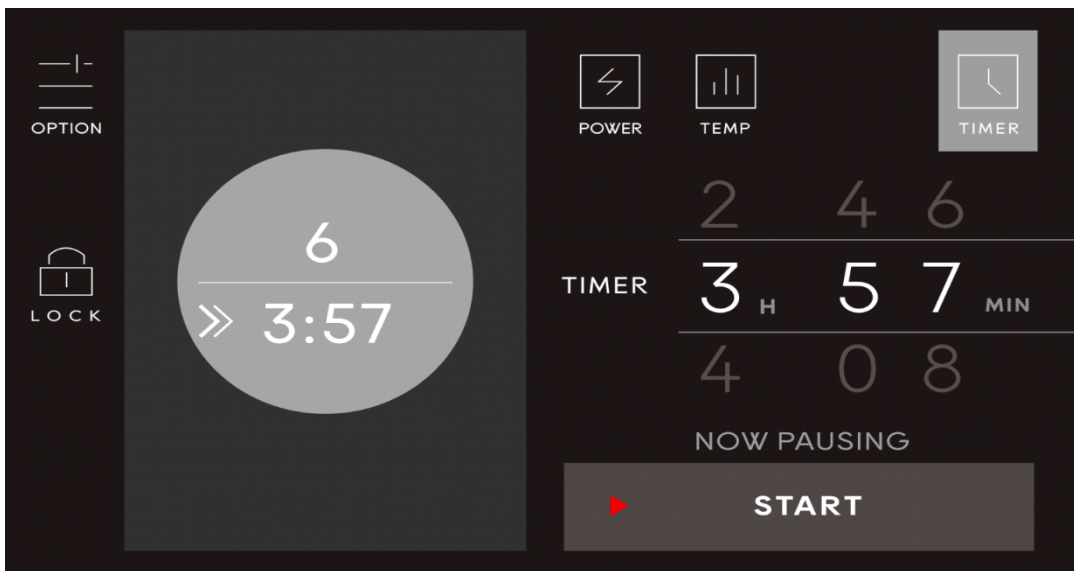 OPTION
LOCK
6
3:57
POWER
TEMP
TIMER
2 4 6
TIMER 3 H 5 7 MIN
4 0 8
NOW PAUSING
START